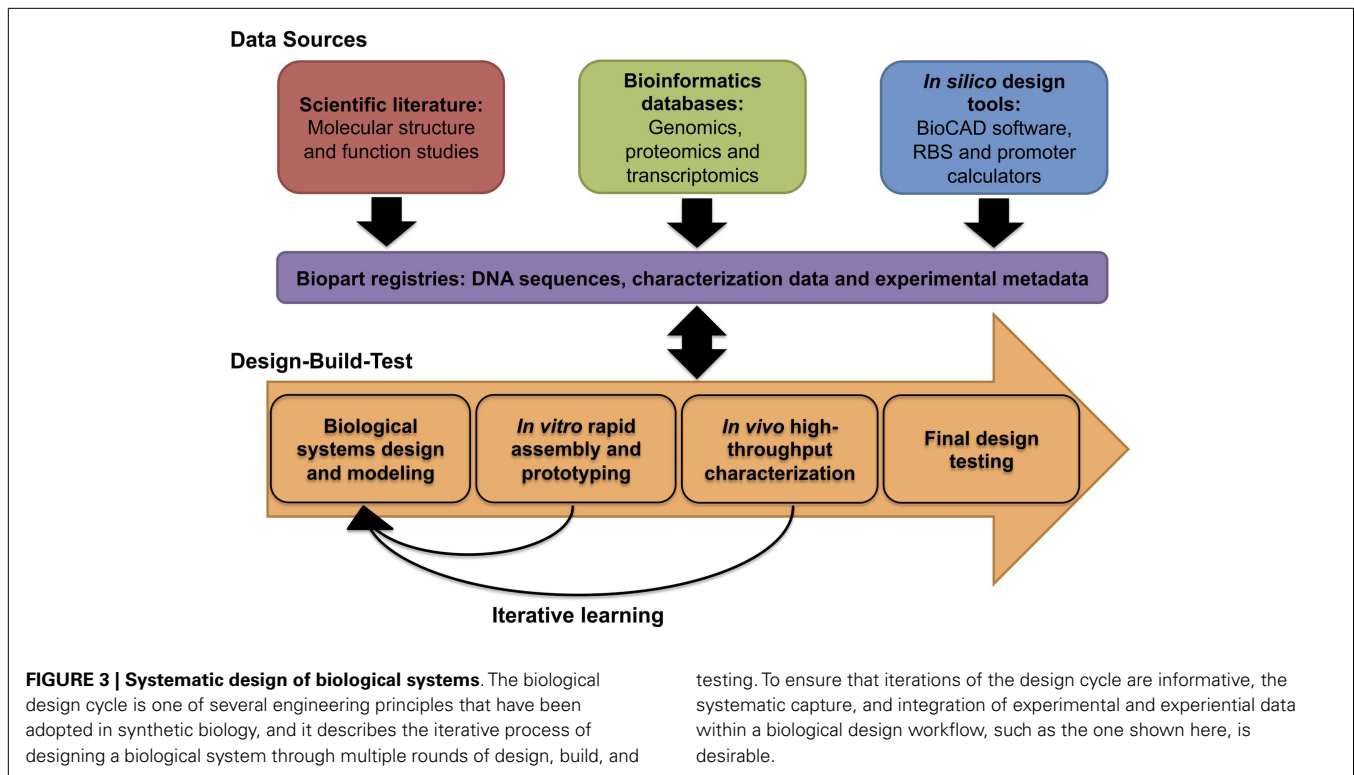 Data Sources
Scientific literature:
Molecular structure
and function studies
Bioinformatics
databases:
Genomics,
proteomics and
transcriptomics
In silico design
tools:
BioCAD software,
RBS and promoter
calculators
Biopart registries: DNA sequences, characterization data and experimental metadata
Design-Build-Test
Biological
systems design
and modeling
In vitro rapid
assembly and
prototyping
In vivo high-
throughput
characterization
Final design
testing
Iterative learning
FIGURE 3 | Systematic design of biological systems. The biological
design cycle is one of several engineering principles that have been
adopted in synthetic biology, and it describes the iterative process of
designing a biological system through multiple rounds of design, build, and
testing. To ensure that iterations of the design cycle are informative, the
systematic capture, and integration of experimental and experiential data
within a biological design workflow, such as the one shown here, is
desirable.